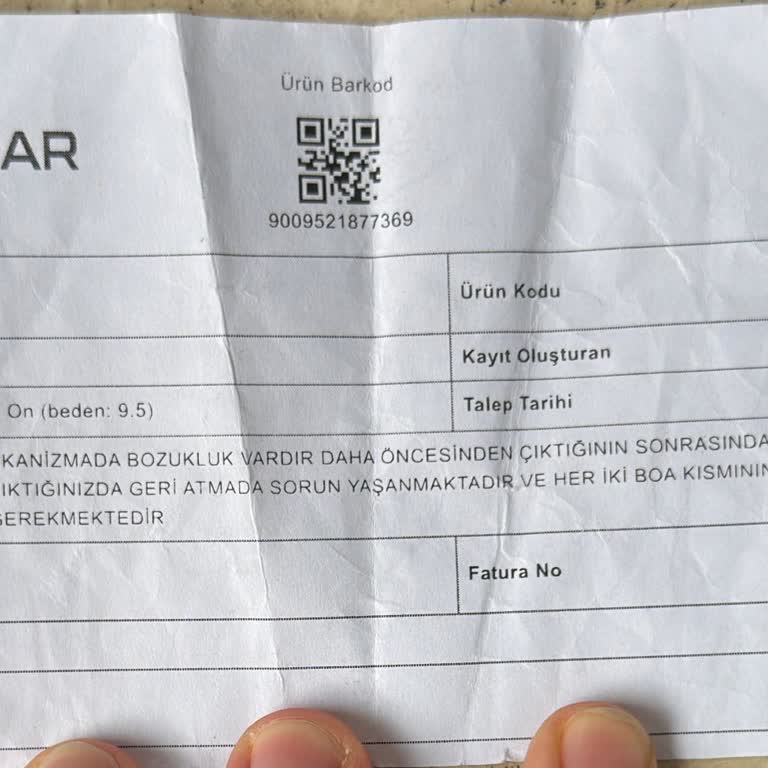 Ürün Barkod
AR
9009521877369
Ürün Kodu
Kayıt Oluşturan
On (beden: 9.5)
Talep Tarihi
KANİZMADA BOZUKLUK VARDIR DAHA ÖNCESİNDEN ÇIKTIĞININ SONRASINDA
IKTIĞINIZDA GERİ ATMADA SORUN YAŞANMAKTADIR VE HER İKİ BOA KISMININ
GEREKMEKTEDİR
Fatura No